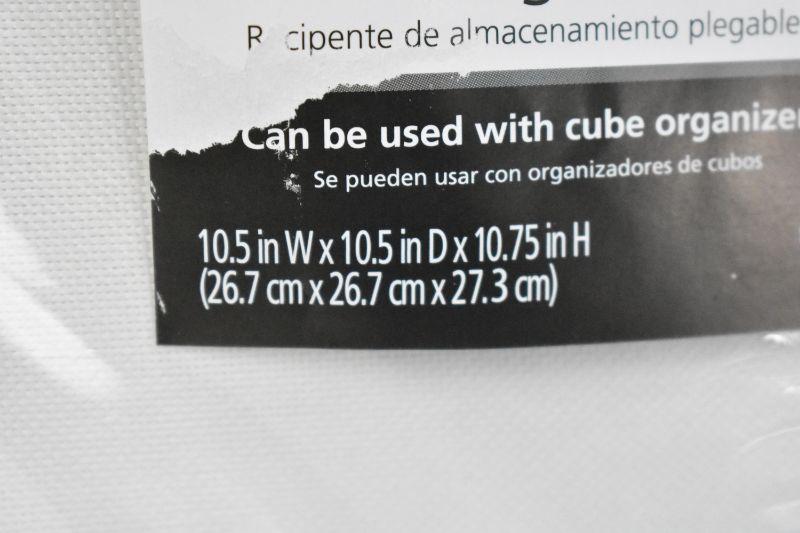 Recipente de almacenamiento plegable
Can be used with cube organizer
Se pueden usar con organizadores de cubos
10.5 in W x 10.5 in D x 10.75 in H
(26.7 cm x 26.7 cm x 27.3 cm)